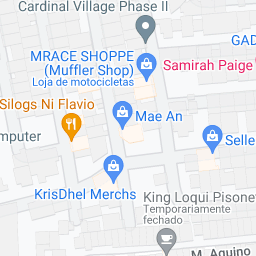 Cardinal Village Phase II
MRACE SHOPPE
(Muffler Shop)
Loja de motocicletas
GAD
Samirah Paige
Silogs Ni Flavio
Mae An
mputer
Selle
KrisDhel Merchs
King Loqui Pisonet
Temporariamente
fechado
M. Aquino